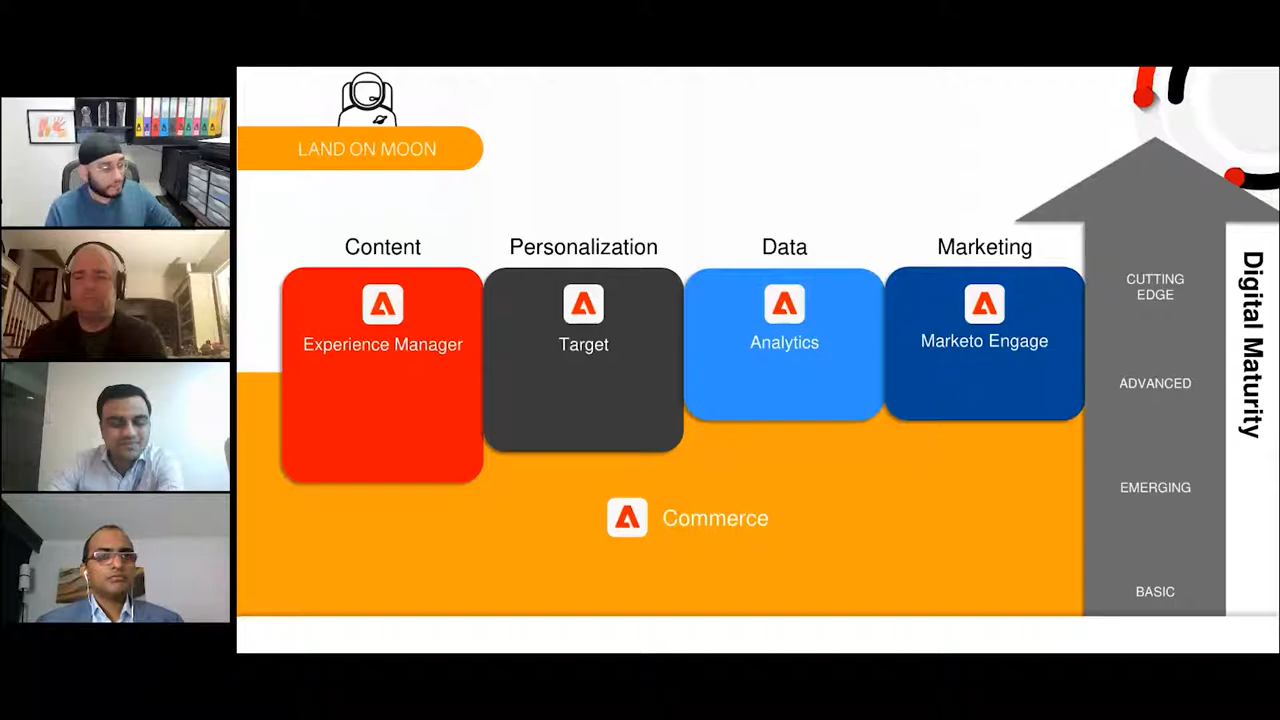 LAND ON MOON
Content
Personalization
Data
Marketing
Experience Manager
Target
Analytics
Marketo Engage
Commerce
CUTTING
EDGE
ADVANCED
EMERGING
BASIC
Digital Maturity